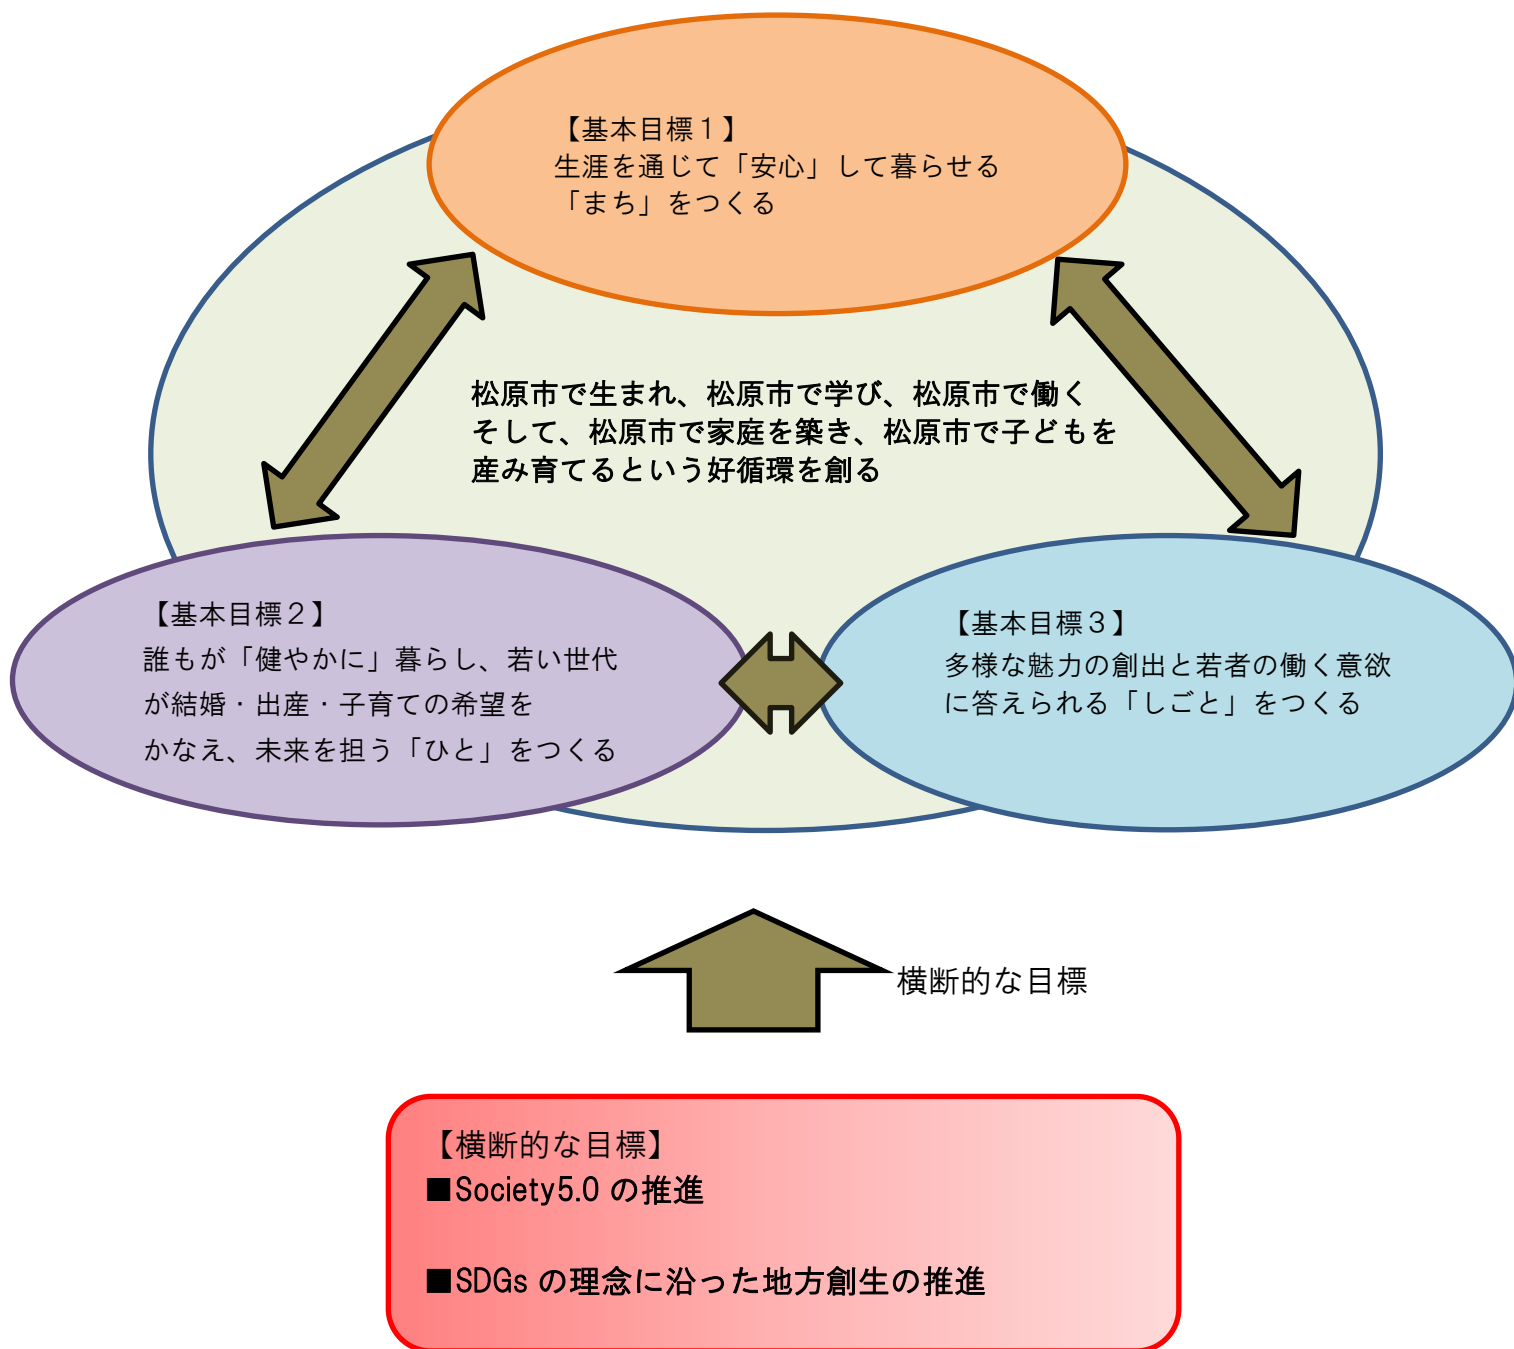 【基本目標１】
生涯を通じて「安心」して暮らせる
「まち」をつくる
松原市で生まれ、松原市で学び、松原市で働く
そして、松原市で家庭を築き、松原市で子どもを
産み育てるという好循環を創る
【基本目標２】
誰もが「健やかに」暮らし、若い世代
が結婚・出産・子育ての希望を
かなえ、未来を担う「ひと」をつくる
【基本目標３】
多様な魅力の創出と若者の働く意欲
に答えられる「しごと」をつくる
横断的な目標
【横断的な目標】
■Society5.0 の推進
■SDGs の理念に沿った地方創生の推進